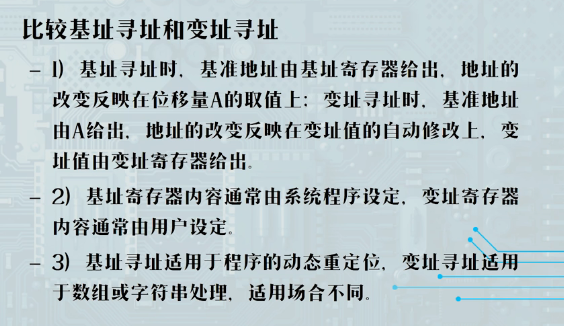 比较基址寻址和变址寻址
– 1）基址寻址时，基准地址由基址寄存器给出，地址的
改变反映在位移量A的取值上；变址寻址时，基准地址
由A给出，地址的改变反映在变址值的自动修改上，变
址值由变址寄存器给出。
– 2）基址寄存器内容通常由系统程序设定，变址寄存器
内容通常由用户设定。
– 3）基址寻址适用于程序的动态重定位，变址寻址适用
于数组或字符串处理，适用场合不同。